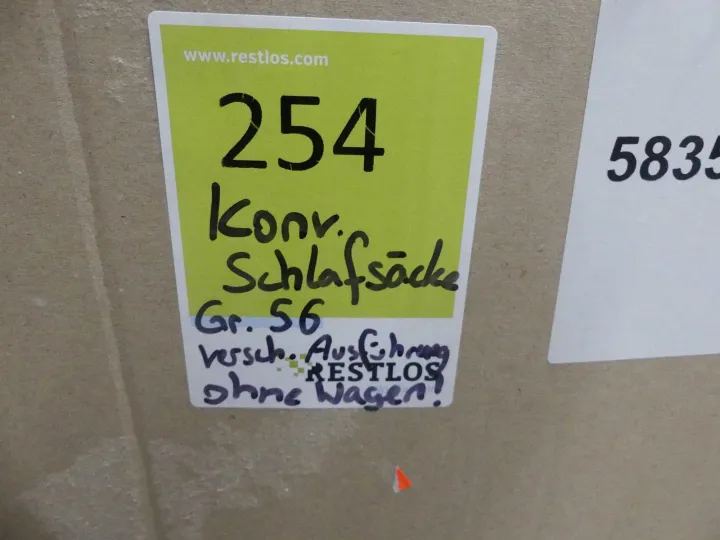 www.restlos.com
254
Konv.
Schlafsäcke
Gr. 56
versch. Ausführung
RESTLOS
ohne Wagen!
5835